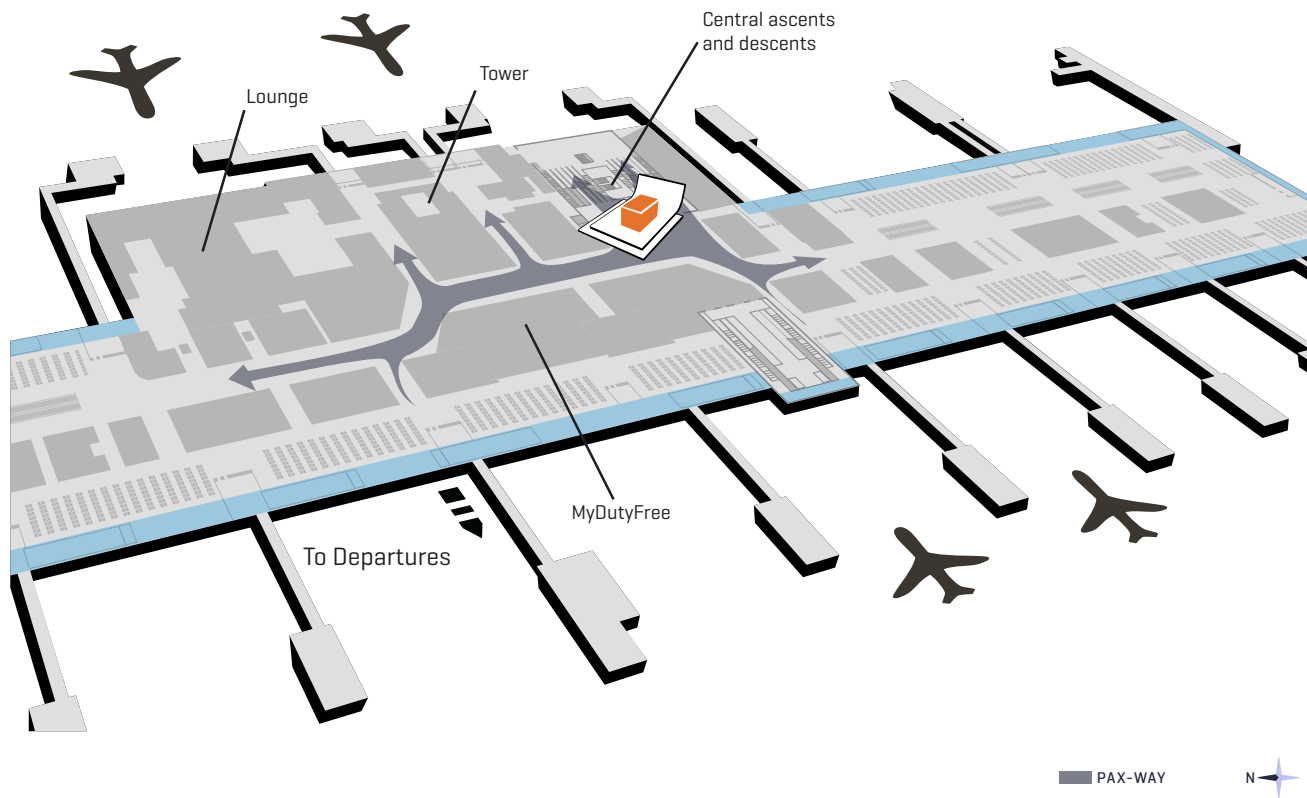 Central ascents
and descents
Tower
Lounge
MyDutyFree
To Departures
PAX-WAY
N